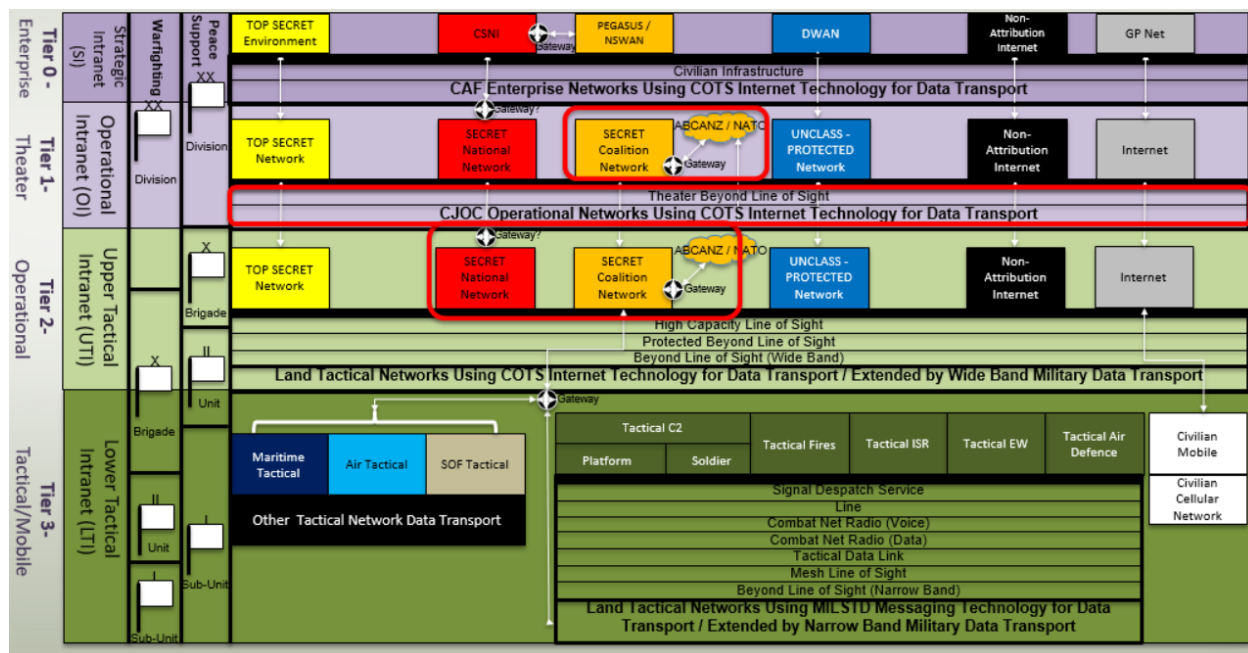 Tier 0 -
Enterprise
Strategic
Intranet
(SI)
Warfighting
Peace
Support
TOP SECRET
Environment
CSNI
Gateway
PEGASUS /
NSWAN
DWAN
Non-
Attribution
Internet
GP Net
Civilian Infrastructure
CAF Enterprise Networks Using COTS Internet Technology for Data Transport
Tier 1-
Theater
Operational
Intranet (OI)
XX
Division
XX
Division
Gateway?
TOP SECRET
Network
SECRET
National
Network
SECRET
Coalition
Network
ABCANZ / NATO
Gateway
UNCLASS -
PROTECTED
Network
Non-
Attribution
Internet
Internet
Theater Beyond Line of Sight
CJOC Operational Networks Using COTS Internet Technology for Data Transport
Tier 2-
Operational
Upper Tactical
Intranet (UTI)
X
Brigade
II
Unit
Gateway?
TOP SECRET
Network
SECRET
National
Network
SECRET
Coalition
Network
ABCANZ / NATO
Gateway
UNCLASS -
PROTECTED
Network
Non-
Attribution
Internet
Internet
High Capacity Line of Sight
Protected Beyond Line of Sight
Beyond Line of Sight (Wide Band)
Land Tactical Networks Using COTS Internet Technology for Data Transport / Extended by Wide Band Military Data Transport
Tier 3-
Tactical/Mobile
Lower Tactical
Intranet (LTI)
X
Brigade
II
Unit
I
Sub-Unit
I
Sub-Unit
Gateway
Maritime
Tactical
Air Tactical
SOF Tactical
Other Tactical Network Data Transport
Tactical C2
Platform
Soldier
Tactical Fires
Tactical ISR
Tactical EW
Tactical Air
Defence
Civilian
Mobile
Civilian
Cellular
Network
Signal Despatch Service
Line
Combat Net Radio (Voice)
Combat Net Radio (Data)
Tactical Data Link
Mesh Line of Sight
Beyond Line of Sight (Narrow Band)
Land Tactical Networks Using MILSTD Messaging Technology for Data
Transport / Extended by Narrow Band Military Data Transport